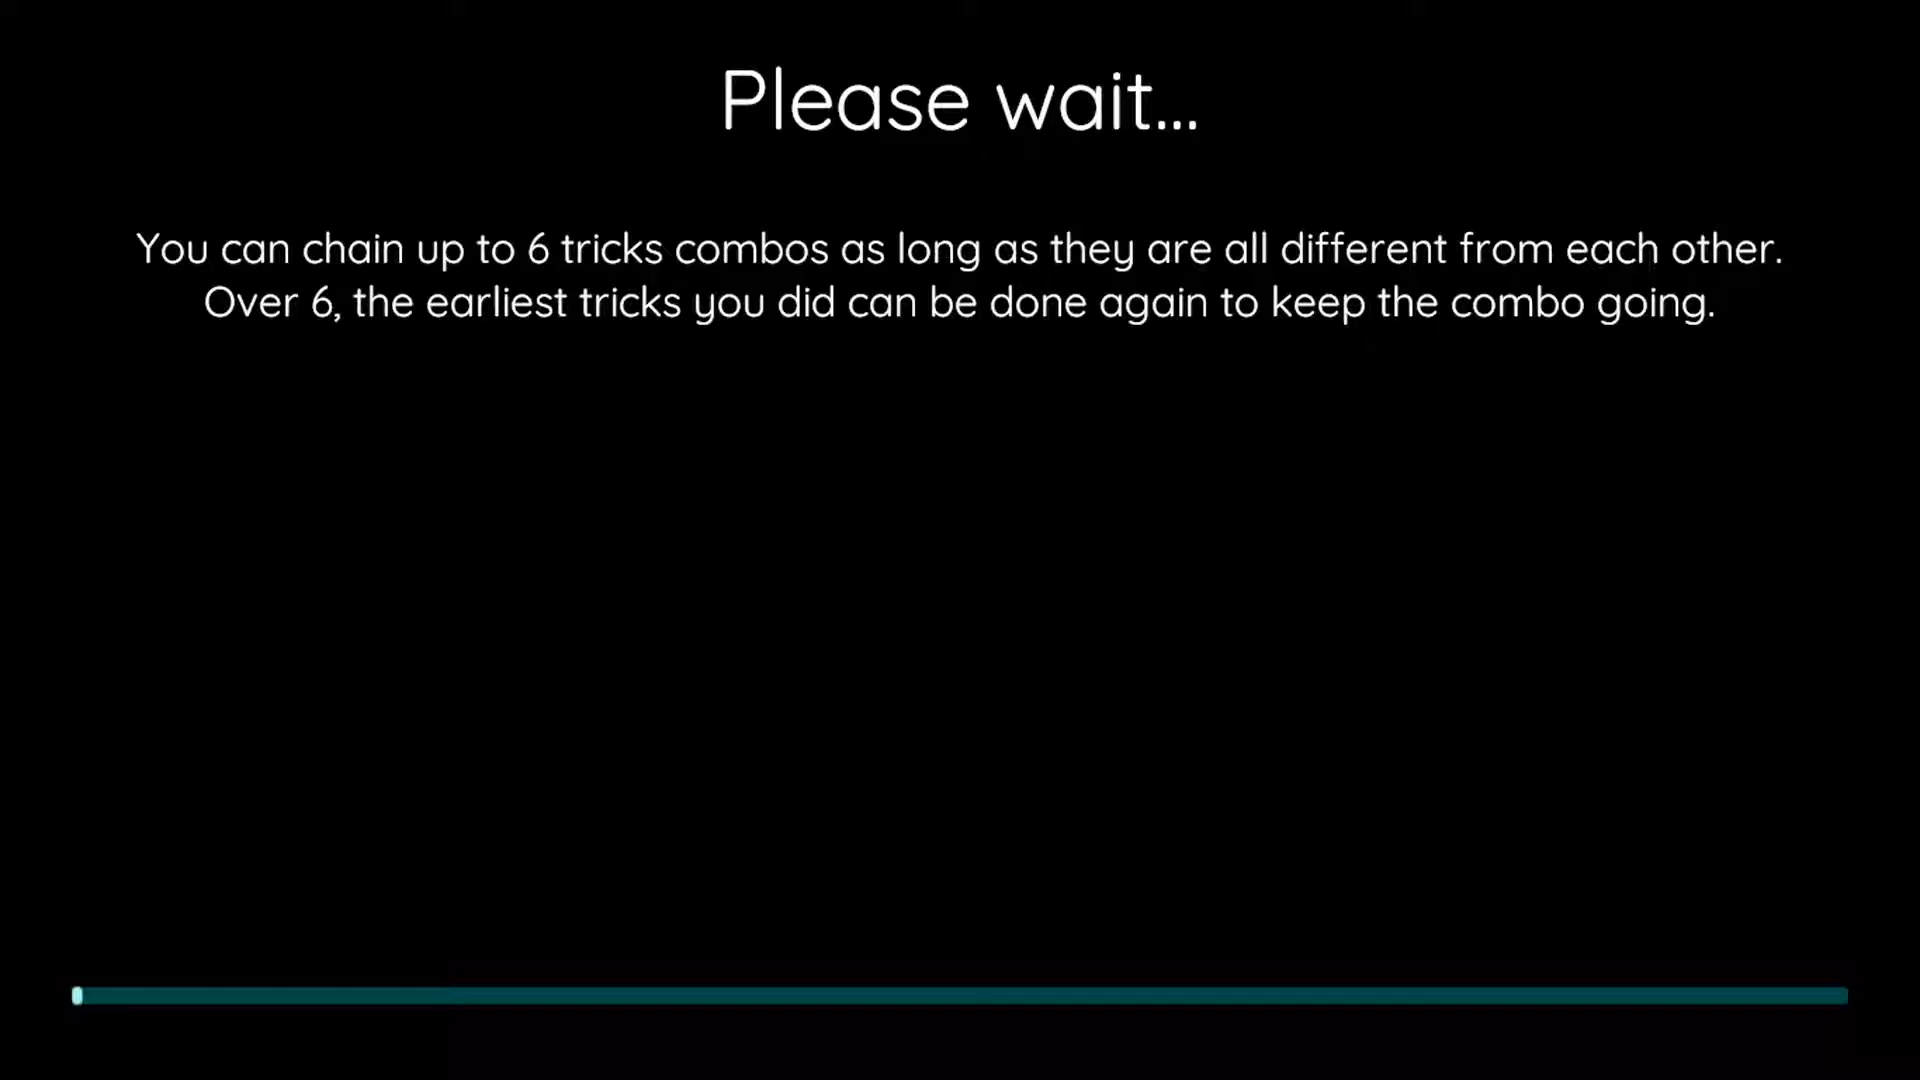 Please wait...
You can chain up to 6 tricks combos as long as they are all different from each other.
Over 6, the earliest tricks you did can be done again to keep the combo going.